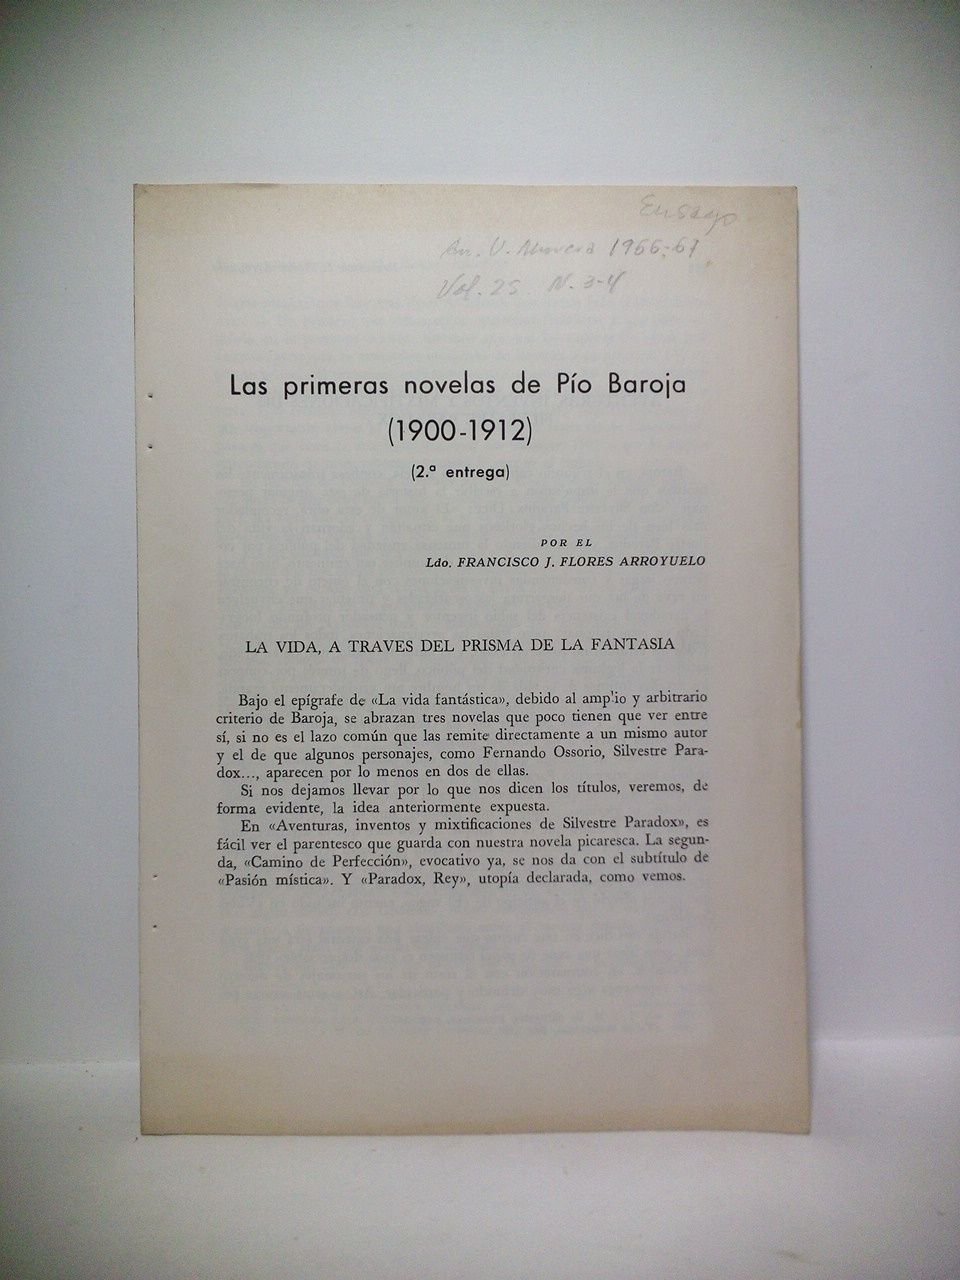 Ensayo
An. U. 1966-67,
Vol. 25 N. 3-4
Las primeras novelas de Pío Baroja
(1900-1912)
(2.ª entrega)
POR EL
Ldo. FRANCISCO J. FLORES ARROYUELO
LA VIDA, A TRAVES DEL PRISMA DE LA FANTASIA
Bajo el epígrafe de «La vida fantástica», debido al amp'io y arbitrario
criterio de Baroja, se abrazan tres novelas que poco tienen que ver entre
sí, si no es el lazo común que las remite directamente a un mismo autor
y el de que algunos personajes, como Fernando Ossorio, Silvestre Para-
dox..., aparecen por lo menos en dos de ellas.
Si nos dejamos llevar por lo que nos dicen los títulos, veremos, de
forma evidente, la idea anteriormente expuesta.
En «Aventuras, inventos y mixtificaciones de Silvestre Paradox», es
fácil ver el parentesco que guarda con nuestra novela picaresca. La segun-
da, «Camino de Perfección», evocativo ya, se nos da con el subtítulo de
«Pasión mística». Y «Paradox, Rey», utopía declarada, como vemos.